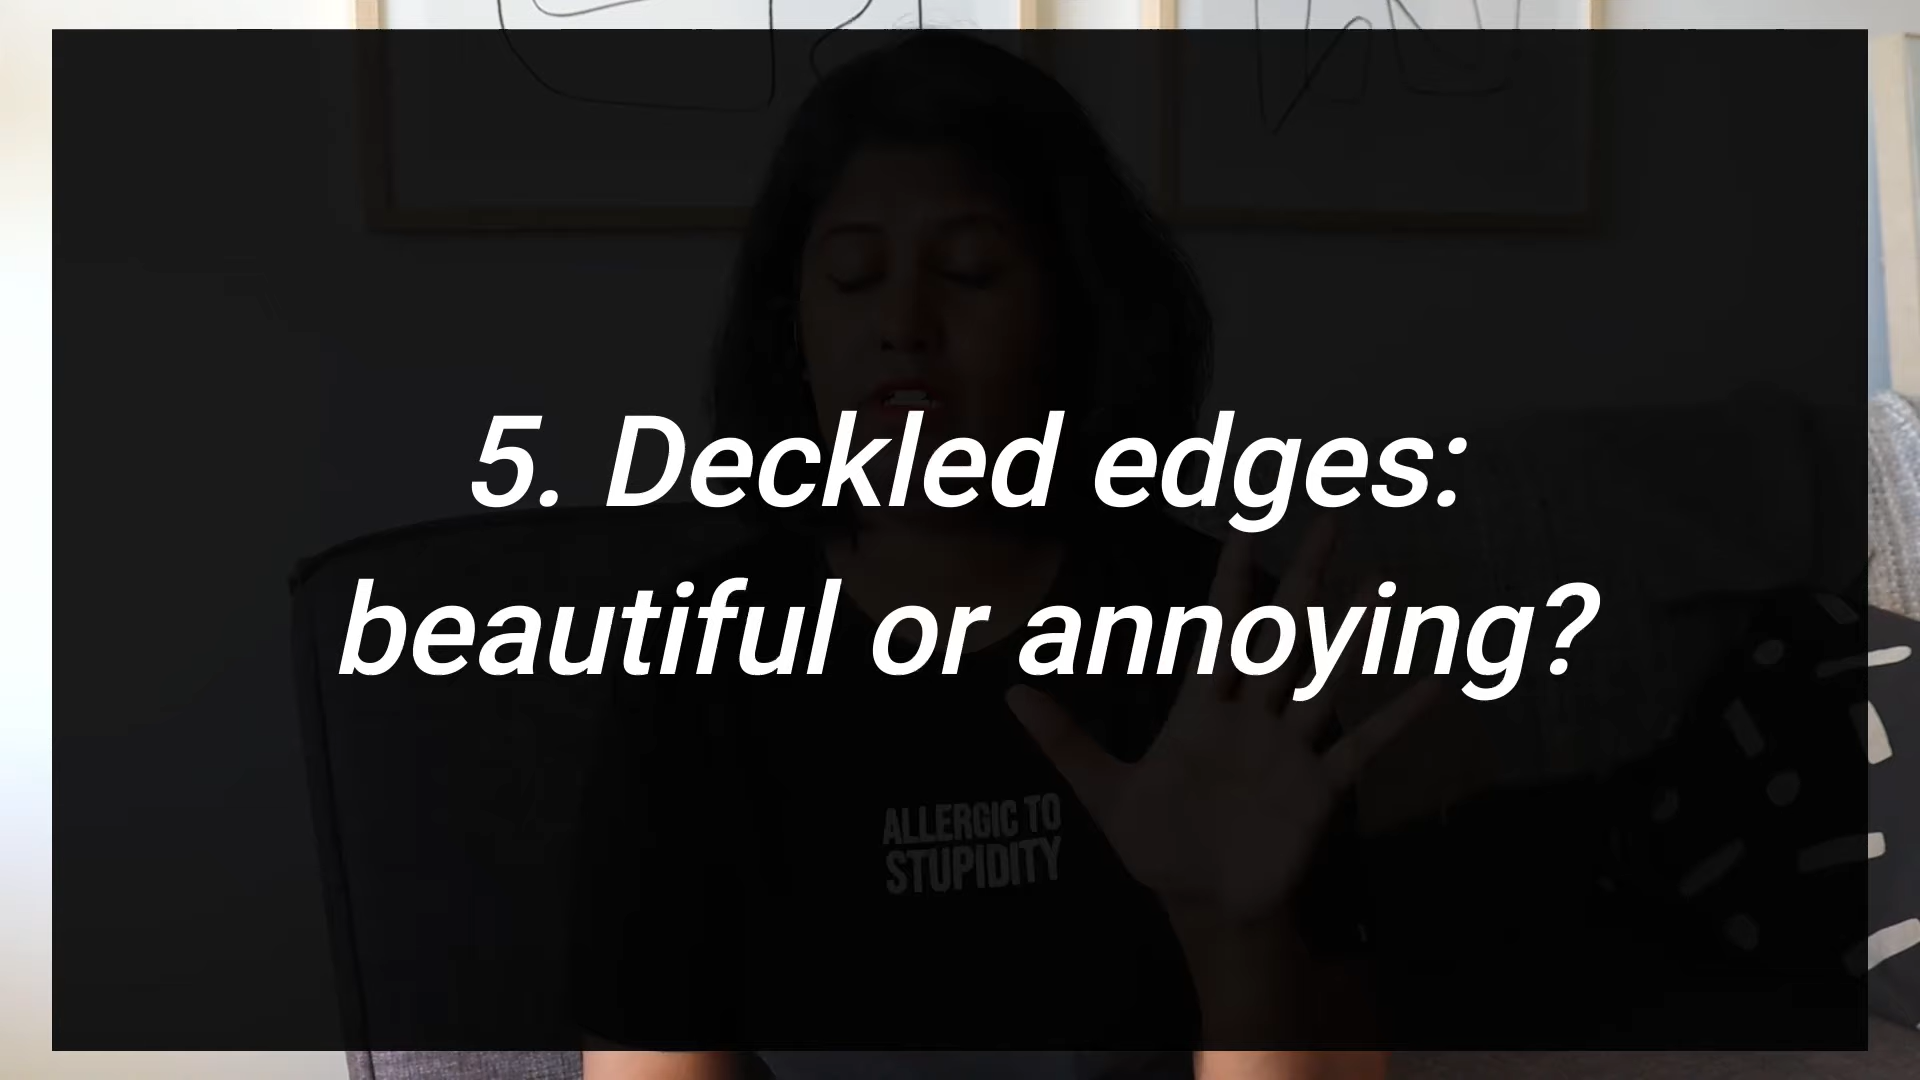 5. Deckled edges:
beautiful or annoying?
ALLERGIC TO
STUPIDITY